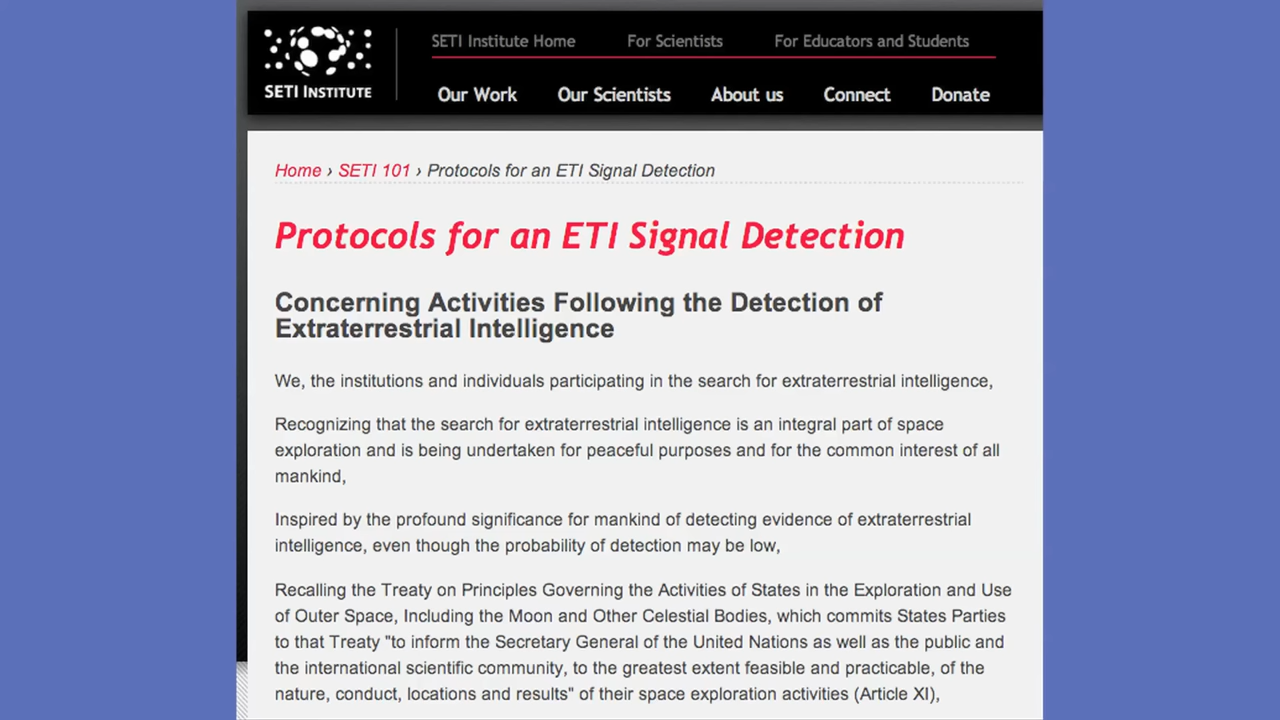 SETI INSTITUTE
SETI Institute Home For Scientists For Educators and Students
Our Work Our Scientists About us Connect Donate
Home › SETI 101 › Protocols for an ETI Signal Detection
Protocols for an ETI Signal Detection
Concerning Activities Following the Detection of
Extraterrestrial Intelligence
We, the institutions and individuals participating in the search for extraterrestrial intelligence,
Recognizing that the search for extraterrestrial intelligence is an integral part of space
exploration and is being undertaken for peaceful purposes and for the common interest of all
mankind,
Inspired by the profound significance for mankind of detecting evidence of extraterrestrial
intelligence, even though the probability of detection may be low,
Recalling the Treaty on Principles Governing the Activities of States in the Exploration and Use
of Outer Space, Including the Moon and Other Celestial Bodies, which commits States Parties
to that Treaty "to inform the Secretary General of the United Nations as well as the public and
the international scientific community, to the greatest extent feasible and practicable, of the
nature, conduct, locations and results" of their space exploration activities (Article XI),